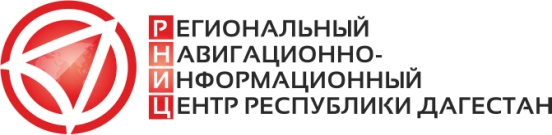 РЕГИОНАЛЬНЫЙ
НАВИГАЦИОННО-
ИНФОРМАЦИОННЫЙ
ЦЕНТР РЕСПУБЛИКИ ДАГЕСТАН